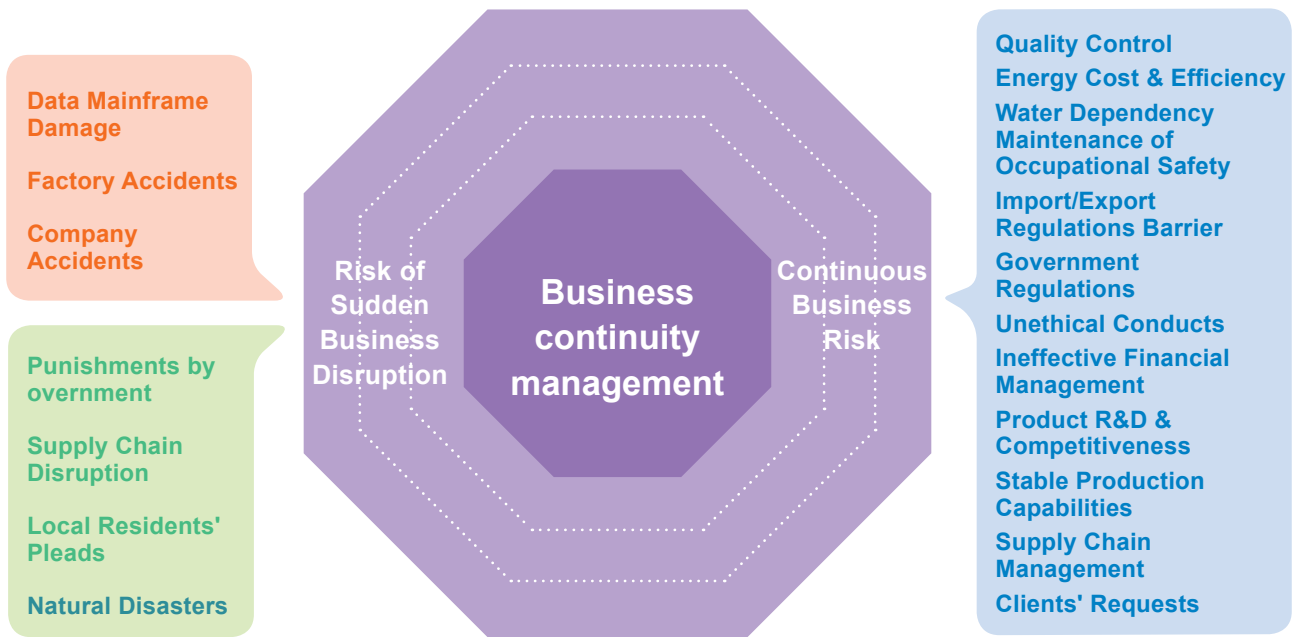 Data Mainframe
Damage
Factory Accidents
Company
Accidents
Punishments by
overnment
Supply Chain
Disruption
Local Residents'
Pleads
Natural Disasters
Risk of
Sudden
Business
Disruption
Business
continuity
management
Continuous
Business
Risk
Quality Control
Energy Cost & Efficiency
Water Dependency
Maintenance of
Occupational Safety
Import/Export
Regulations Barrier
Government
Regulations
Unethical Conducts
Ineffective Financial
Management
Product R&D &
Competitiveness
Stable Production
Capabilities
Supply Chain
Management
Clients' Requests